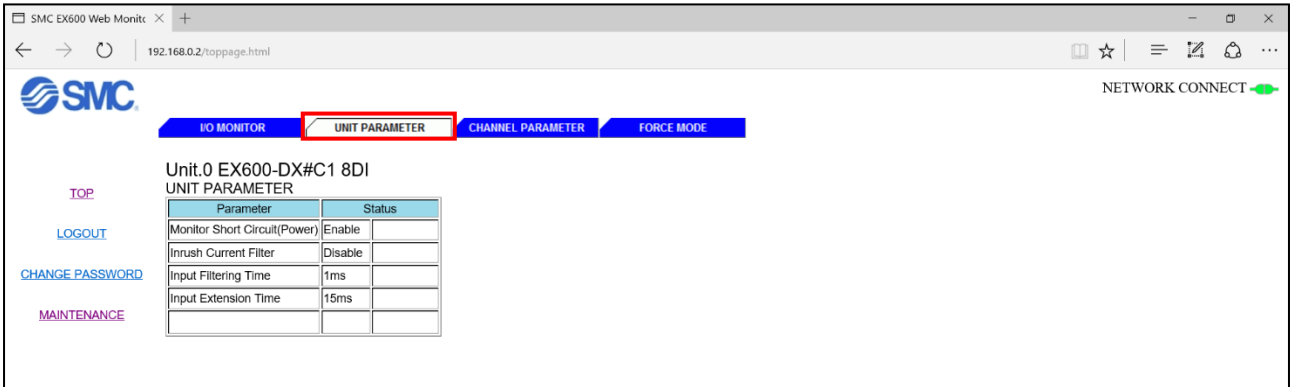 SMC EX600 Web Monitc
192.168.0.2/toppage.html
SMC.
NETWORK CONNECT
I/O MONITOR UNIT PARAMETER CHANNEL PARAMETER FORCE MODE
TOP
LOGOUT
CHANGE PASSWORD
MAINTENANCE
Unit.0 EX600-DX#C1 8DI
UNIT PARAMETER
Parameter Status
Monitor Short Circuit(Power) Enable
Inrush Current Filter Disable
Input Filtering Time 1ms
Input Extension Time 15ms